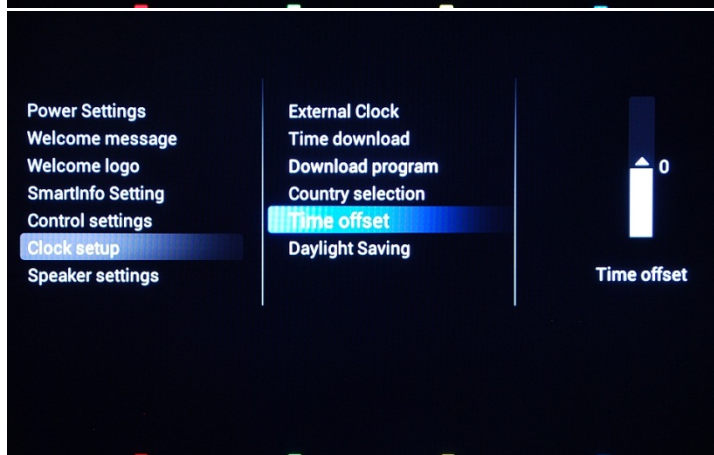 Power Settings
Welcome message
Welcome logo
SmartInfo Setting
Control settings
Clock setup
Speaker settings
External Clock
Time download
Download program
Country selection
Time offset
Daylight Saving
0
Time offset